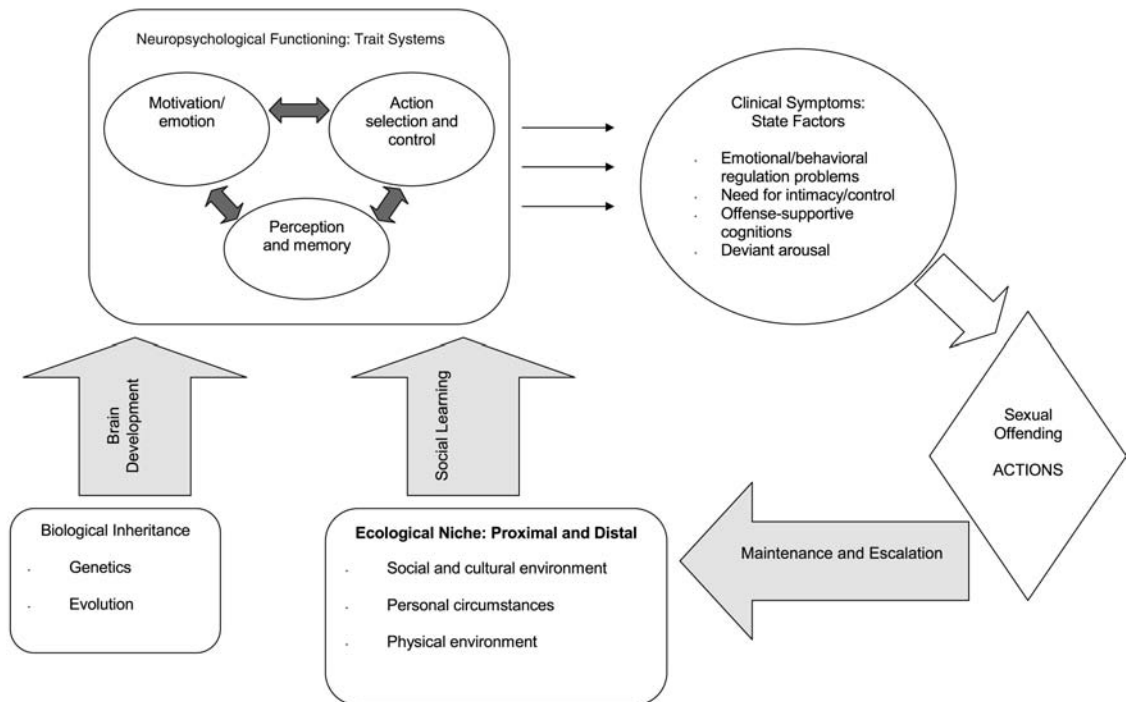 Neuropsychological Functioning: Trait Systems
Motivation/
emotion
Action
selection and
control
Perception
and memory
Clinical Symptoms:
State Factors
· Emotional/behavioral
regulation problems
· Need for intimacy/control
· Offense-supportive
cognitions
· Deviant arousal
Brain
Development
Social Learning
Sexual
Offending
ACTIONS
Biological Inheritance
· Genetics
· Evolution
Ecological Niche: Proximal and Distal
· Social and cultural environment
· Personal circumstances
· Physical environment
Maintenance and Escalation